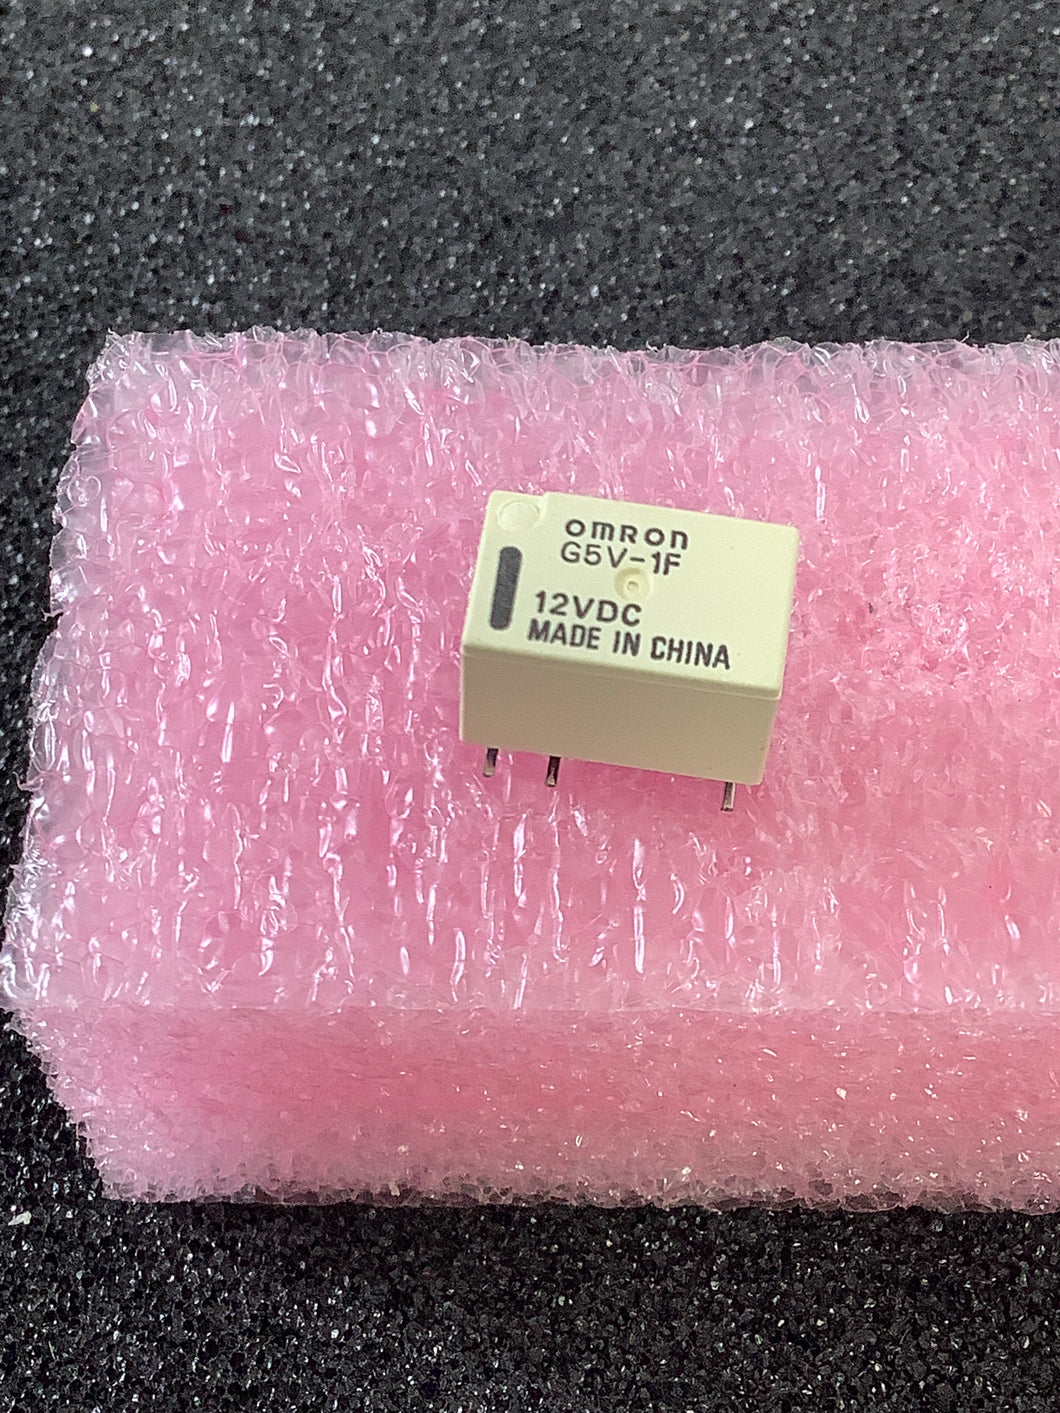 omron
G5V-1F
12VDC
MADE IN CHINA